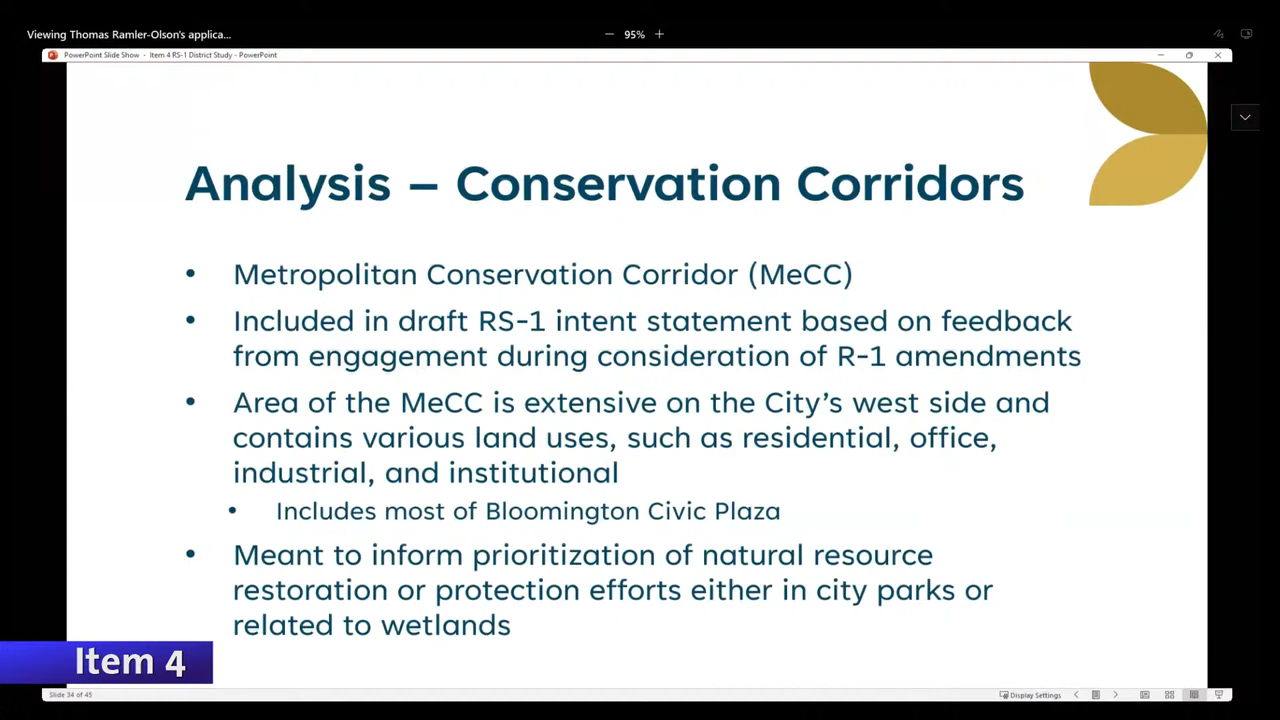 Viewing Thomas Ramler-Olson's applica...
95%
PowerPoint Slide Show - Item 4 RS-1 District Study - PowerPoint
Analysis – Conservation Corridors
• Metropolitan Conservation Corridor (MeCC)
• Included in draft RS-1 intent statement based on feedback
from engagement during consideration of R-1 amendments
• Area of the MeCC is extensive on the City's west side and
contains various land uses, such as residential, office,
industrial, and institutional
• Includes most of Bloomington Civic Plaza
• Meant to inform prioritization of natural resource
restoration or protection efforts either in city parks or
related to wetlands
Item 4
Slide 34 of 45
Display Settings